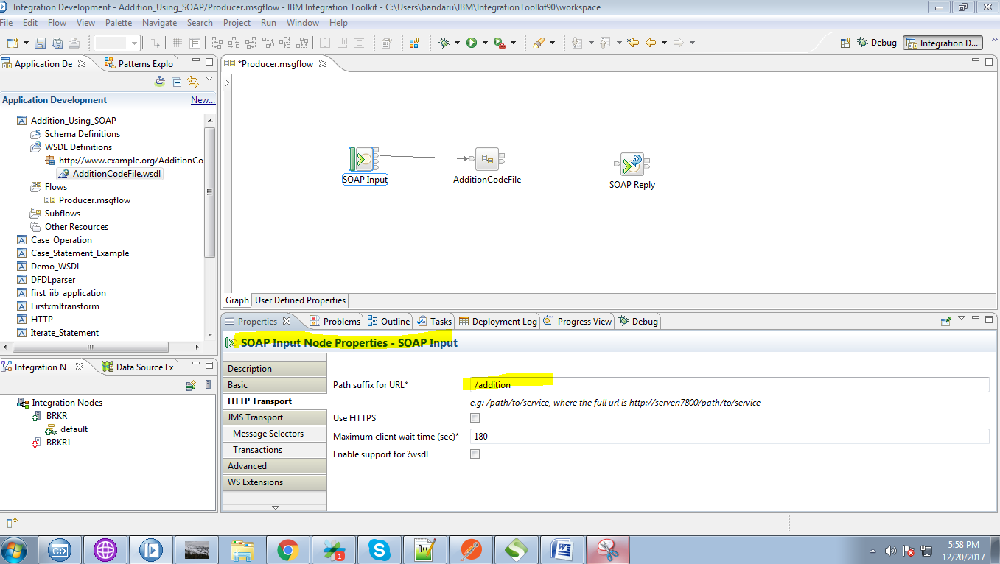 Integration Development - Addition_Using_SOAP/Producer.msgflow - IBM Integration Toolkit - C:\Users\bandaru\IBM\IntegrationToolkit90\workspace
File Edit Flow View Palette Navigate Search Project Run Window Help
Debug Integration D...
Application De
Patterns Explo
*Producer.msgflow
Application Development
New...
Addition_Using_SOAP
Schema Definitions
WSDL Definitions
http://www.example.org/AdditionCo
AdditionCodeFile.wsdl
Flows
Producer.msgflow
Subflows
Other Resources
Case_Operation
Case_Statement_Example
Demo_WSDL
DFDLparser
first_iib_application
Firstxmltransform
HTTP
Iterate_Statement
SOAP Input
AdditionCodeFile
SOAP Reply
Graph User Defined Properties
Integration N
Data Source Ex
Integration Nodes
BRKR
default
BRKR1
Properties Problems Outline Tasks Deployment Log Progress View Debug
SOAP Input Node Properties - SOAP Input
Description
Basic
HTTP Transport
JMS Transport
Message Selectors
Transactions
Advanced
WS Extensions
Path suffix for URL* /addition
e.g: /path/to/service, where the full url is http://server:7800/path/to/service
Use HTTPS
Maximum client wait time (sec)* 180
Enable support for ?wsdl
5:58 PM
12/20/2017